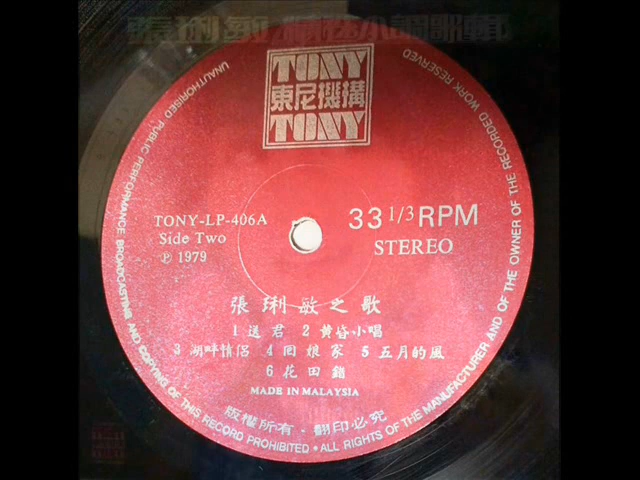 TONY
東尼機構
TONY
TONY-LP-406A
Side Two
℗ 1979
33 1/3 RPM
STEREO
張琍敏之歌
1 送君 2 黃昏小唱
3 湖畔情侶 4 回娘家 5 五月的風
6 花田錯
MADE IN MALAYSIA
版權所有 · 翻印必究
UNAUTHORISED PUBLIC PERFORMANCE BROADCASTING AND COPYING OF THIS RECORD PROHIBITED • ALL RIGHTS OF THE MANUFACTURER AND OF THE OWNER OF THE RECORDED WORK RESERVED